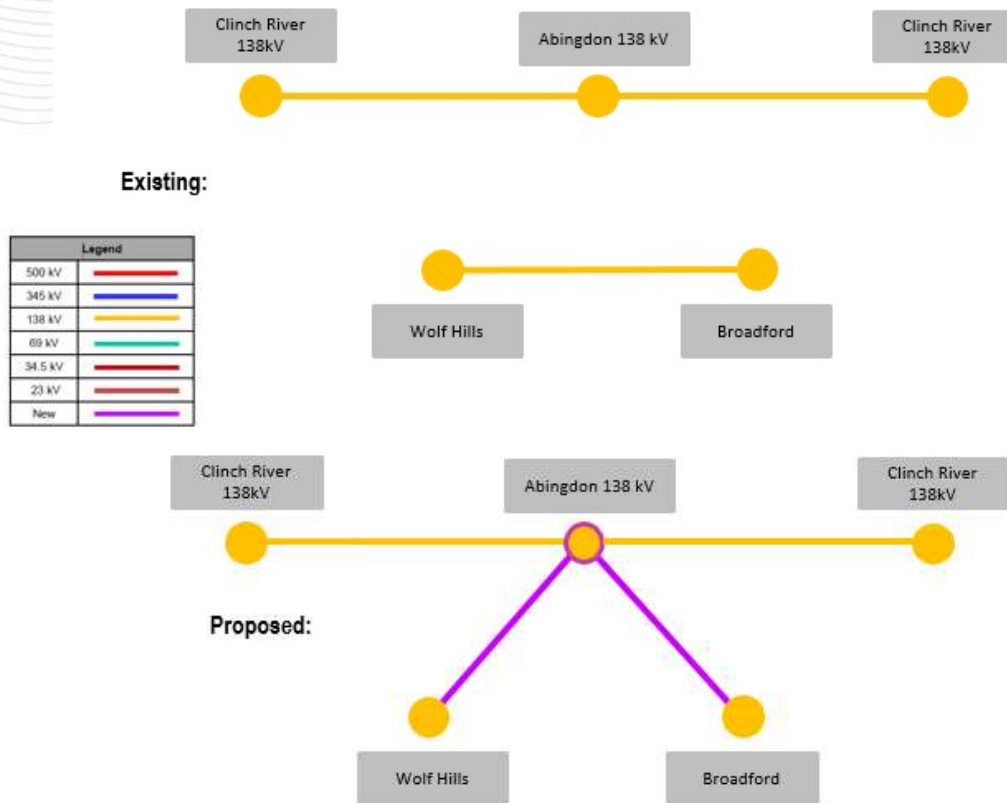 Clinch River
138kV
Abingdon 138 kV
Clinch River
138kV
Existing:
Legend
500 kV
345 kV
138 kV
69 kV
34.5 kV
23 kV
New
Wolf Hills
Broadford
Clinch River
138kV
Abingdon 138 kV
Clinch River
138kV
Proposed:
Wolf Hills
Broadford